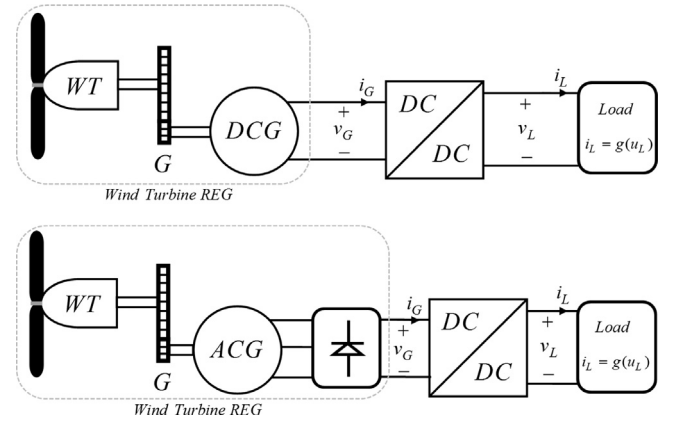 WT
G
DCG
i_G
+
v_G
−
DC
DC
i_L
+
v_L
−
Load
i_L = g(u_L)
Wind Turbine REG
WT
G
ACG
i_G
+
v_G
−
DC
DC
i_L
+
v_L
−
Load
i_L = g(u_L)
Wind Turbine REG